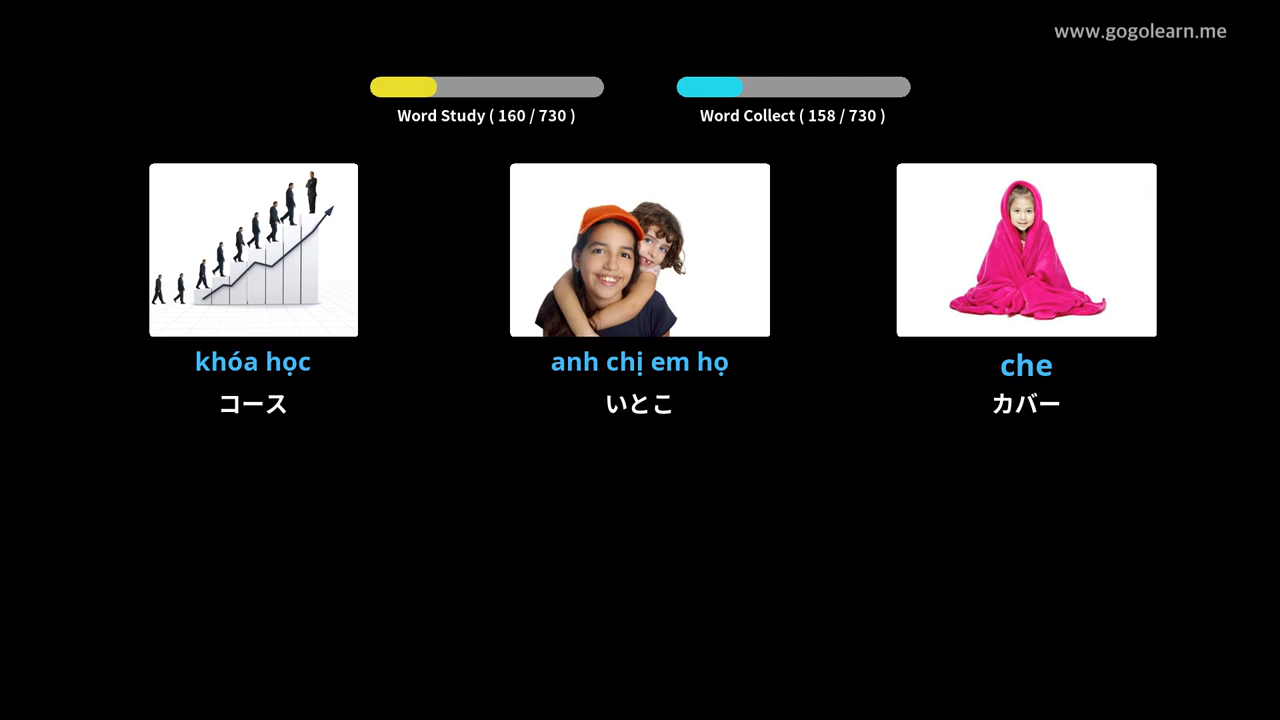 www.gogolearn.me
Word Study ( 160 / 730 )
Word Collect ( 158 / 730 )
khóa học
anh chị em họ
che
コース
いとこ
カバー